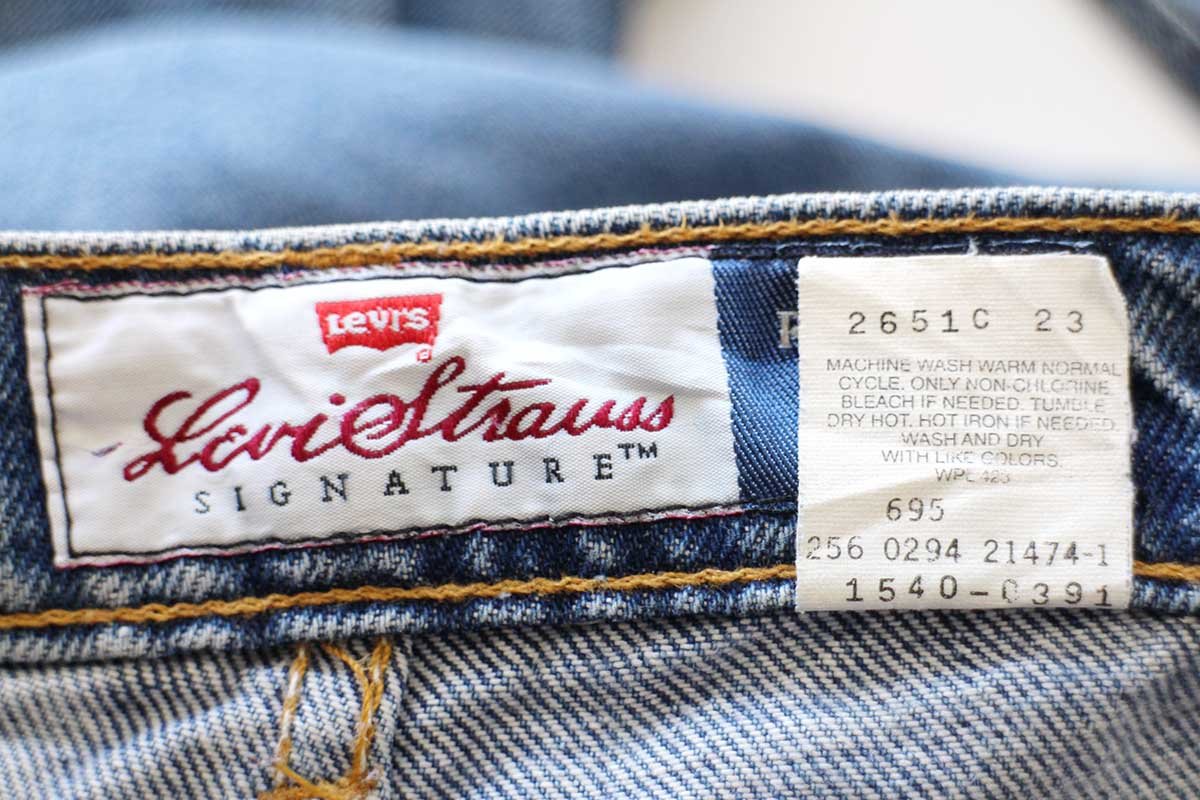 Levi's
Levi Strauss
SIGNATURE™
2651C 23
MACHINE WASH WARM NORMAL
CYCLE. ONLY NON-CHLORINE
BLEACH IF NEEDED. TUMBLE
DRY HOT. HOT IRON IF NEEDED.
WASH AND DRY
WITH LIKE COLORS.
WPL 423
695
256 0294 21474-1
1540-0391